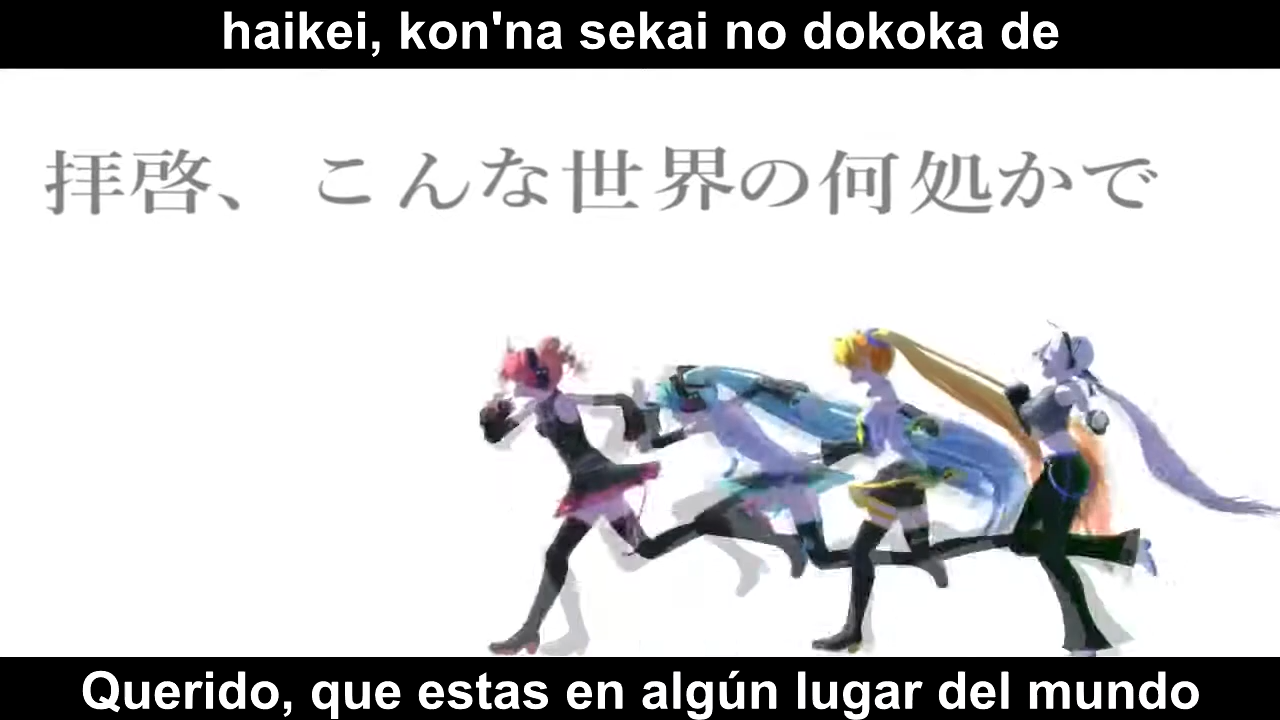 haikei, kon'na sekai no dokoka de
拝啓、こんな世界の何処かで
Querido, que estas en algún lugar del mundo